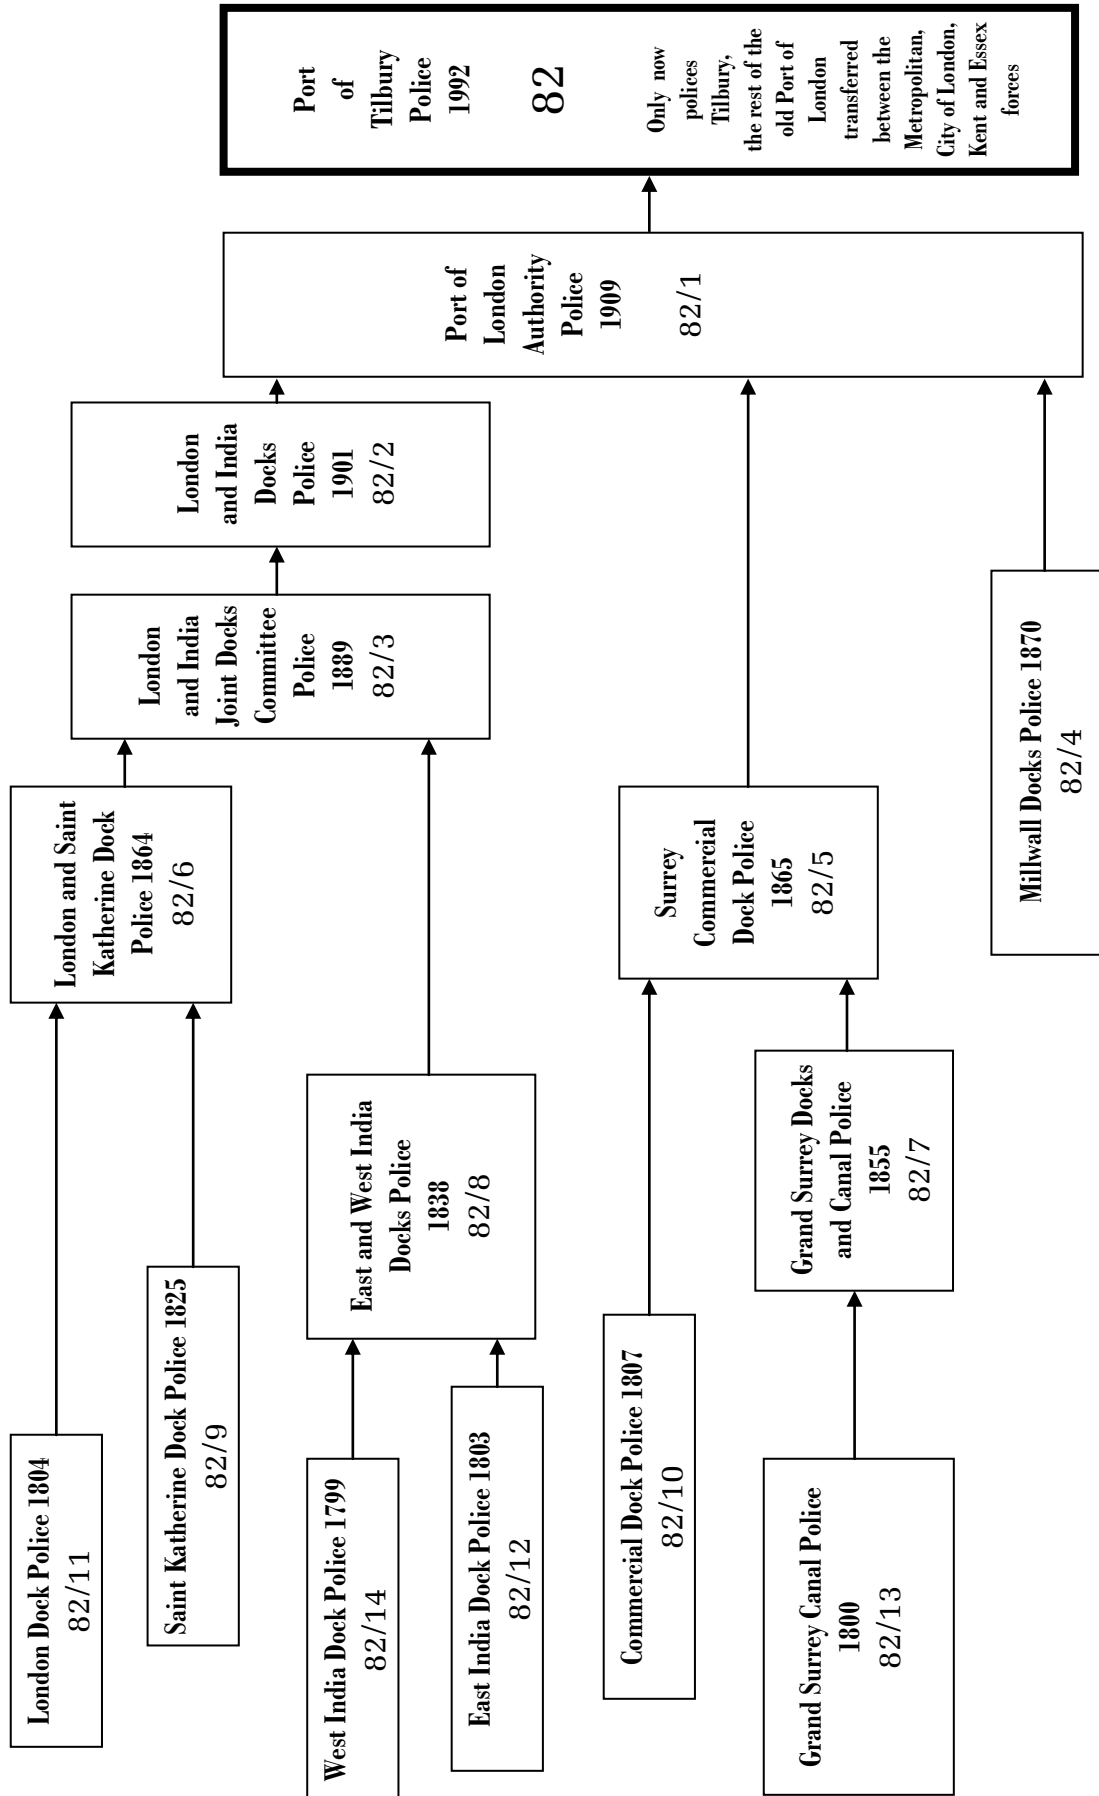 London Dock Police 1804
82/11
Saint Katherine Dock Police 1825
82/9
West India Dock Police 1799
82/14
East India Dock Police 1803
82/12
Commercial Dock Police 1807
82/10
Grand Surrey Canal Police
1800
82/13
East and West India
Docks Police
1838
82/8
Grand Surrey Docks
and Canal Police
1855
82/7
London and Saint
Katherine Dock
Police 1864
82/6
Surrey
Commercial
Dock Police
1865
82/5
Millwall Docks Police 1870
82/4
London
and India
Joint Docks
Committee
Police
1889
82/3
London
and India
Docks
Police
1901
82/2
Port of
London
Authority
Police
1909
82/1
Port
of
Tilbury
Police
1992
82
Only now
polices
Tilbury,
the rest of the
old Port of
London
transferred
between the
Metropolitan,
City of London,
Kent and Essex
forces